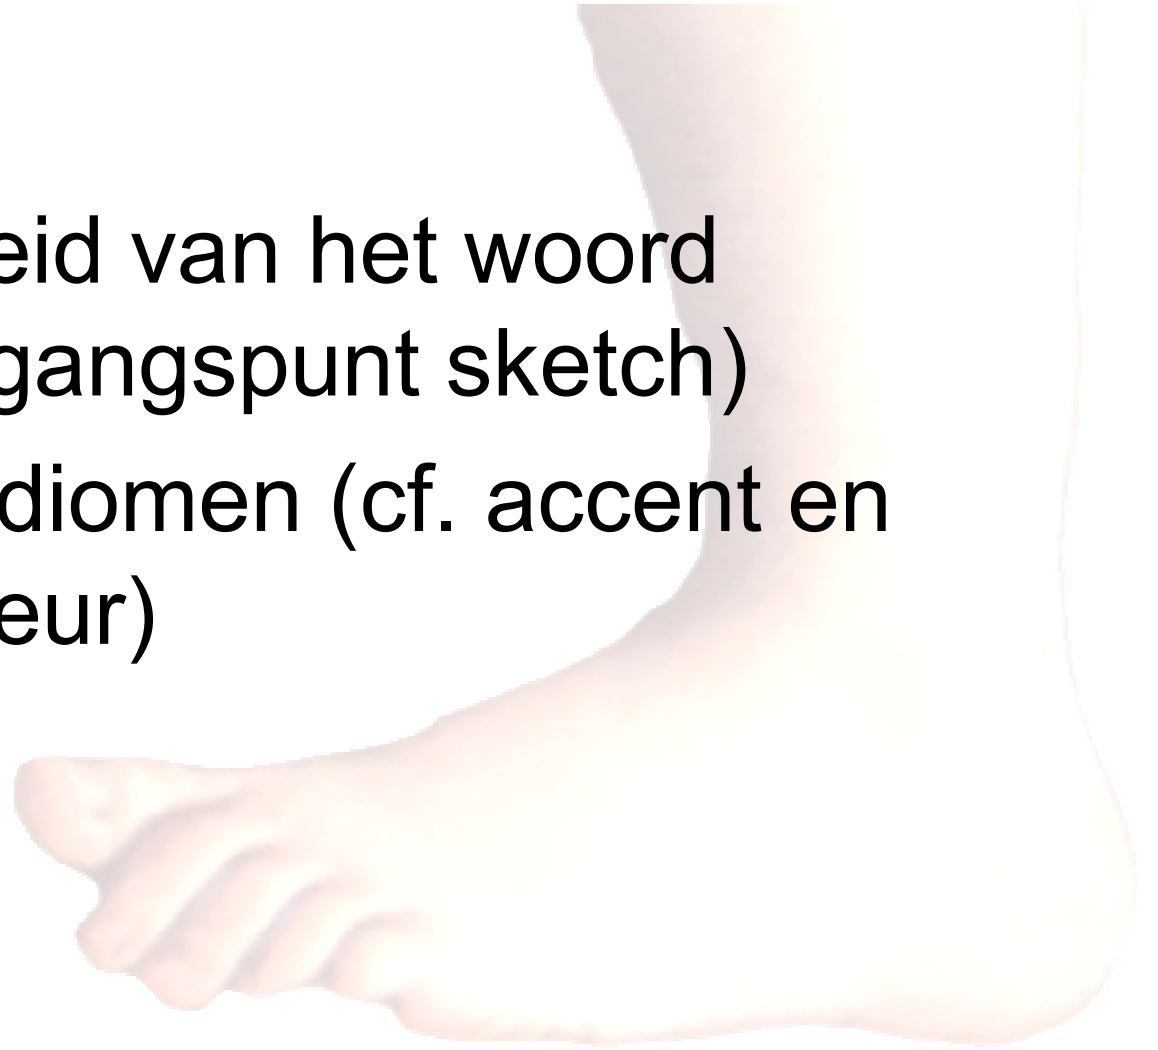 eid van het woord
gangspunt sketch)
diomen (cf. accent en
eur)